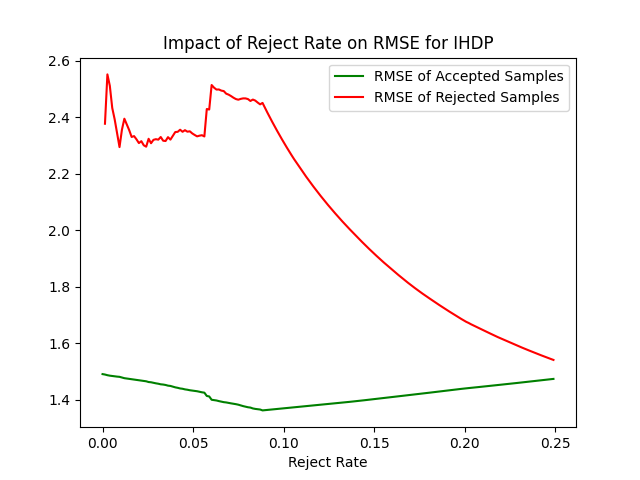 Impact of Reject Rate on RMSE for IHDP
RMSE of Accepted Samples
RMSE of Rejected Samples
2.6
2.4
2.2
2.0
1.8
1.6
1.4
0.00 0.05 0.10 0.15 0.20 0.25
Reject Rate